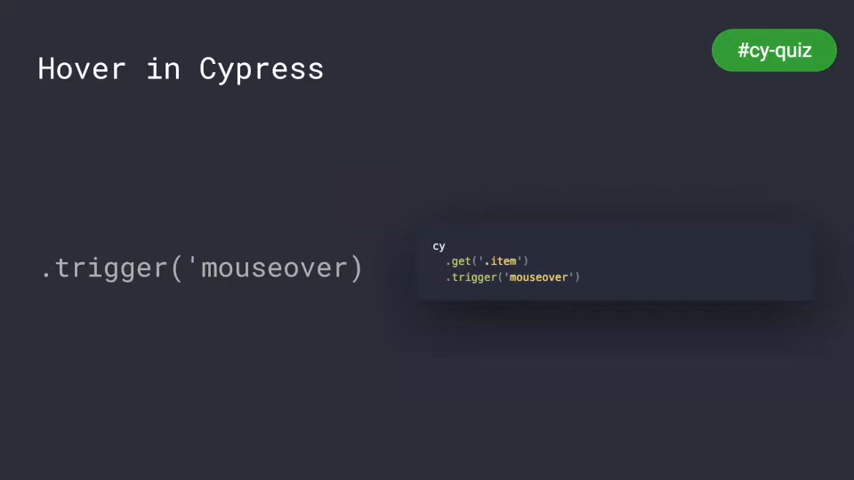 Hover in Cypress
#cy-quiz
.trigger('mouseover)
cy
.get('.item')
.trigger('mouseover')